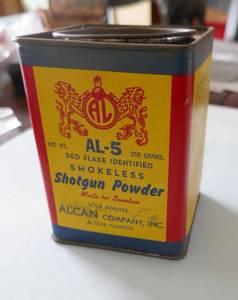 AL
NET WT. AL-5 250 GRAMS.
RED FLAKE IDENTIFIED
SMOKELESS
Shotgun Powder
Made in Sweden
SOLE AGENTS:
ALCAN COMPANY, INC.
ALTON, ILLINOIS